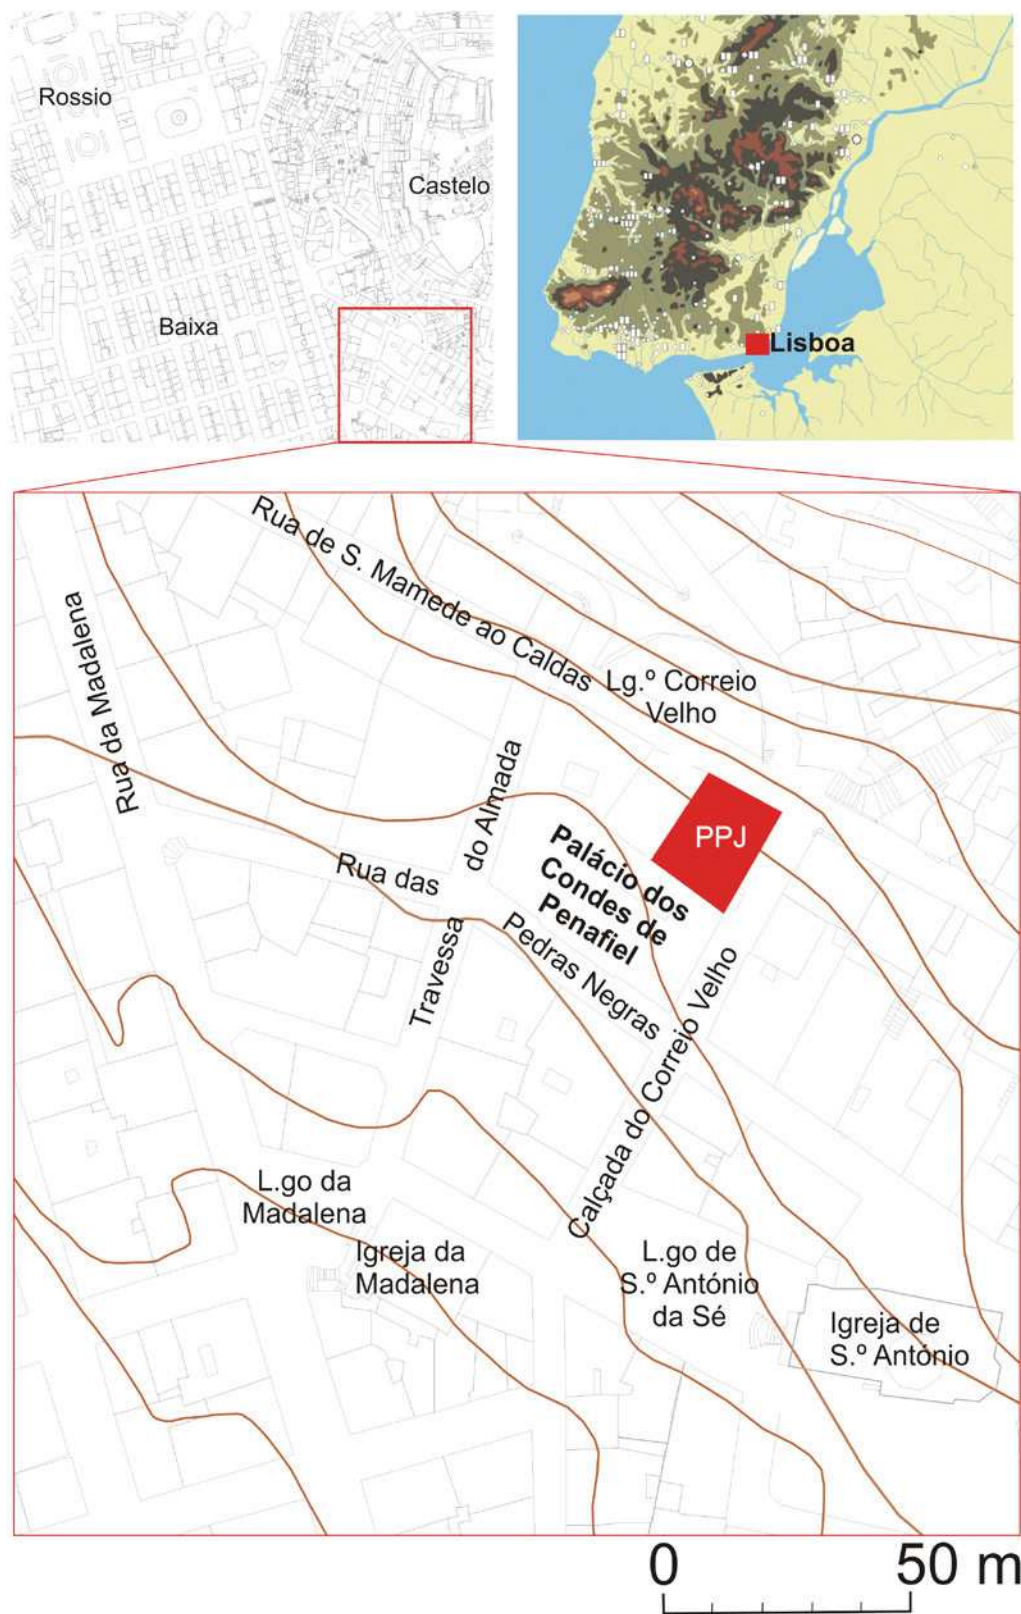 Rossio
Castelo
Baixa
Lisboa
Rua de S. Mamede ao Caldas
Rua da Madalena
Lg.º Correio
Velho
do Almada
Travessa
PPJ
Palácio dos
Condes de
Penafiel
Rua das
Pedras Negras
Calçada do Correio Velho
L.go da
Madalena
Igreja da
Madalena
L.go de
S.º António
da Sé
Igreja de
S.º António
0 50 m